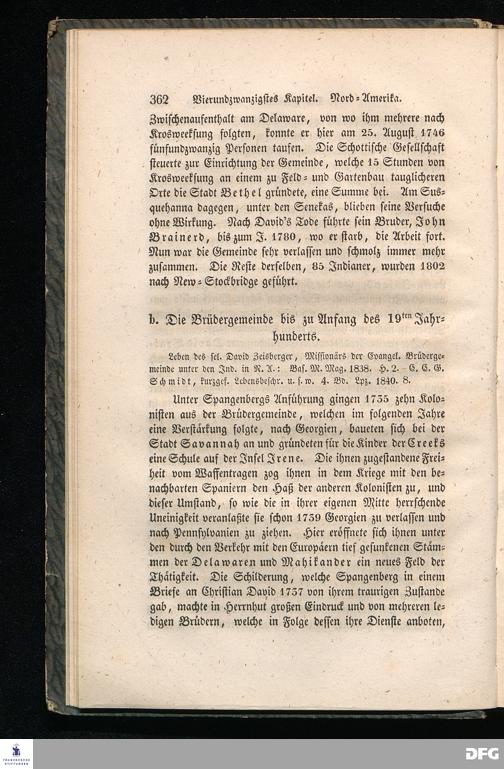 362 Vierundzwanzigstes Kapitel. Nord-Amerika.
Zwischenaufenthalt am Delaware, von wo ihm mehrere nach
Krosweeksung folgten, konnte er hier am 25. August 1746
fünfundzwanzig Personen taufen. Die Schottische Gesellschaft
steuerte zur Einrichtung der Gemeinde, welche 15 Stunden von
Krosweeksung an einem zu Feld- und Gartenbau tauglicheren
Orte die Stadt Bethel gründete, eine Summe bei. Am Sus-
quehanna dagegen, unter den Senekas, blieben seine Versuche
ohne Wirkung. Nach David's Tode führte sein Bruder, John
Brainerd, bis zum J. 1780, wo er starb, die Arbeit fort.
Nun war die Gemeinde sehr verlassen und schmolz immer mehr
zusammen. Die Reste derselben, 85 Indianer, wurden 1802
nach New-Stockbridge geführt.
b. Die Brüdergemeinde bis zu Anfang des 19ten Jahr-
hunderts.
Leben des sel. David Zeisberger, Missionärs der Evangel. Brüderge-
meinde unter den Ind. in N. A.: Bas. M. Mag. 1838. H. 2. – C. C. G.
Schmidt, kurzgef. Lebensbeschr. u. s. w. 4. Bd. Lpz. 1840. 8.
Unter Spangenbergs Anführung gingen 1735 zehn Kolo-
nisten aus der Brüdergemeinde, welchen im folgenden Jahre
eine Verstärkung folgte, nach Georgien, baueten sich bei der
Stadt Savannah an und gründeten für die Kinder der Creeks
eine Schule auf der Insel Irene. Die ihnen zugestandene Frei-
heit vom Waffentragen zog ihnen in dem Kriege mit den be-
nachbarten Spaniern den Haß der anderen Kolonisten zu, und
dieser Umstand, so wie die in ihrer eigenen Mitte herrschende
Uneinigkeit veranlaßte sie schon 1739 Georgien zu verlassen und
nach Pennsylvanien zu ziehen. Hier eröffnete sich ihnen unter
den durch den Verkehr mit den Europäern tief gesunkenen Stäm-
men der Delawaren und Mahikander ein neues Feld der
Thätigkeit. Die Schilderung, welche Spangenberg in einem
Briefe an Christian David 1737 von ihrem traurigen Zustande
gab, machte in Herrnhut großen Eindruck und von mehreren le-
digen Brüdern, welche in Folge dessen ihre Dienste anboten,
FRANCKESCHE
STIFTUNGEN
DFG